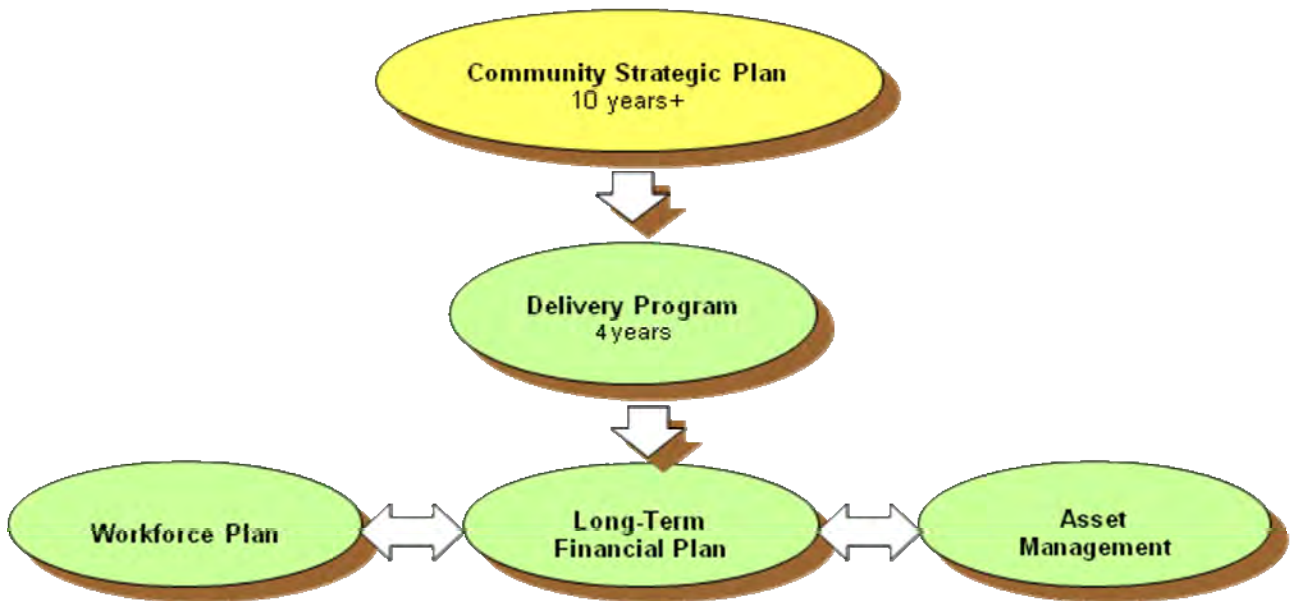 Community Strategic Plan
10 years+
Delivery Program
4 years
Workforce Plan
Long-Term
Financial Plan
Asset
Management